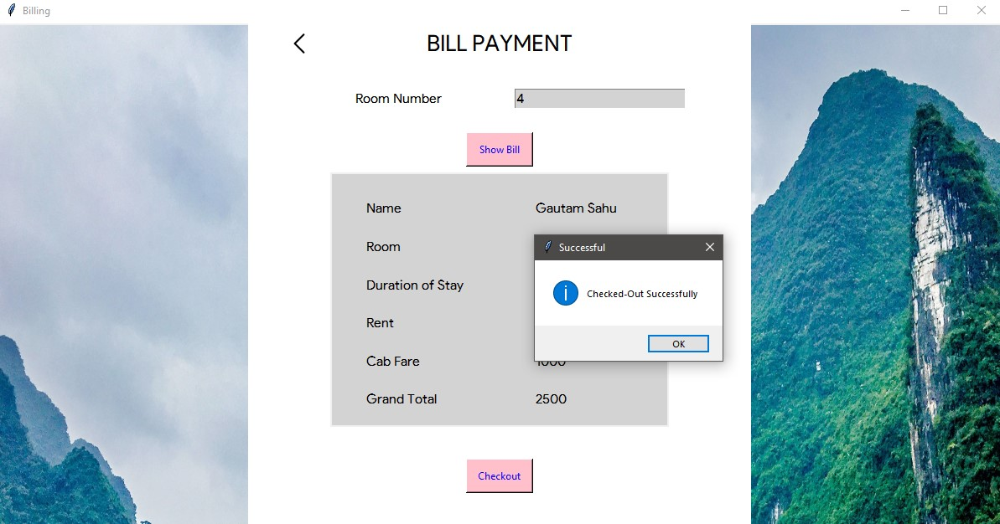 Billing
BILL PAYMENT
Room Number 4
Show Bill
Name Gautam Sahu
Room
Successful
Duration of Stay
Checked-Out Successfully
Rent
OK
Cab Fare
Grand Total 2500
Checkout